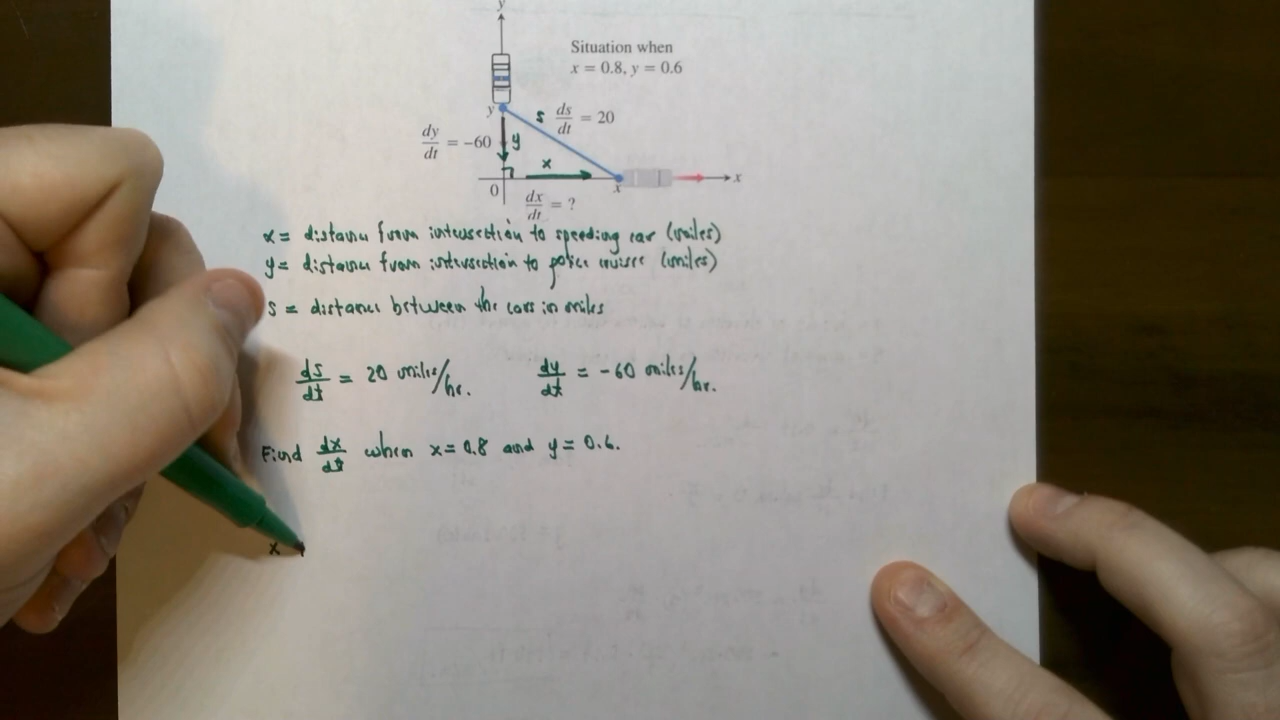 y
Situation when
x = 0.8, y = 0.6
y
s ds/dt = 20
dy/dt = -60
y
x
0
x
x
dx/dt = ?
x = distance from intersection to speeding car (miles)
y = distance from intersection to police cruiser (miles)
s = distance between the cars in miles
ds/dt = 20 miles/hr. dy/dt = -60 miles/hr.
Find dx/dt when x = 0.8 and y = 0.6.
x